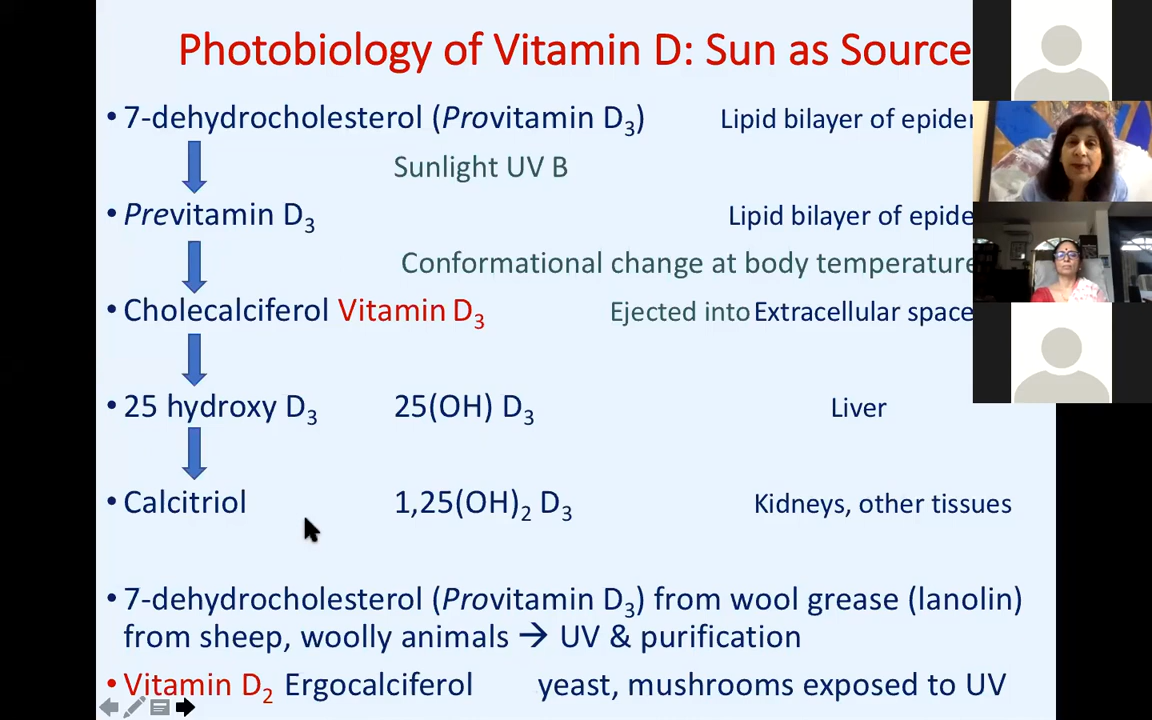 Photobiology of Vitamin D: Sun as Source
• 7-dehydrocholesterol (Provitamin D3) Lipid bilayer of epider
Sunlight UV B
• Previtamin D3 Lipid bilayer of epide
Conformational change at body temperature
• Cholecalciferol Vitamin D3 Ejected into Extracellular space
• 25 hydroxy D3 25(OH) D3 Liver
• Calcitriol 1,25(OH)2 D3 Kidneys, other tissues
• 7-dehydrocholesterol (Provitamin D3) from wool grease (lanolin)
from sheep, woolly animals → UV & purification
• Vitamin D2 Ergocalciferol yeast, mushrooms exposed to UV